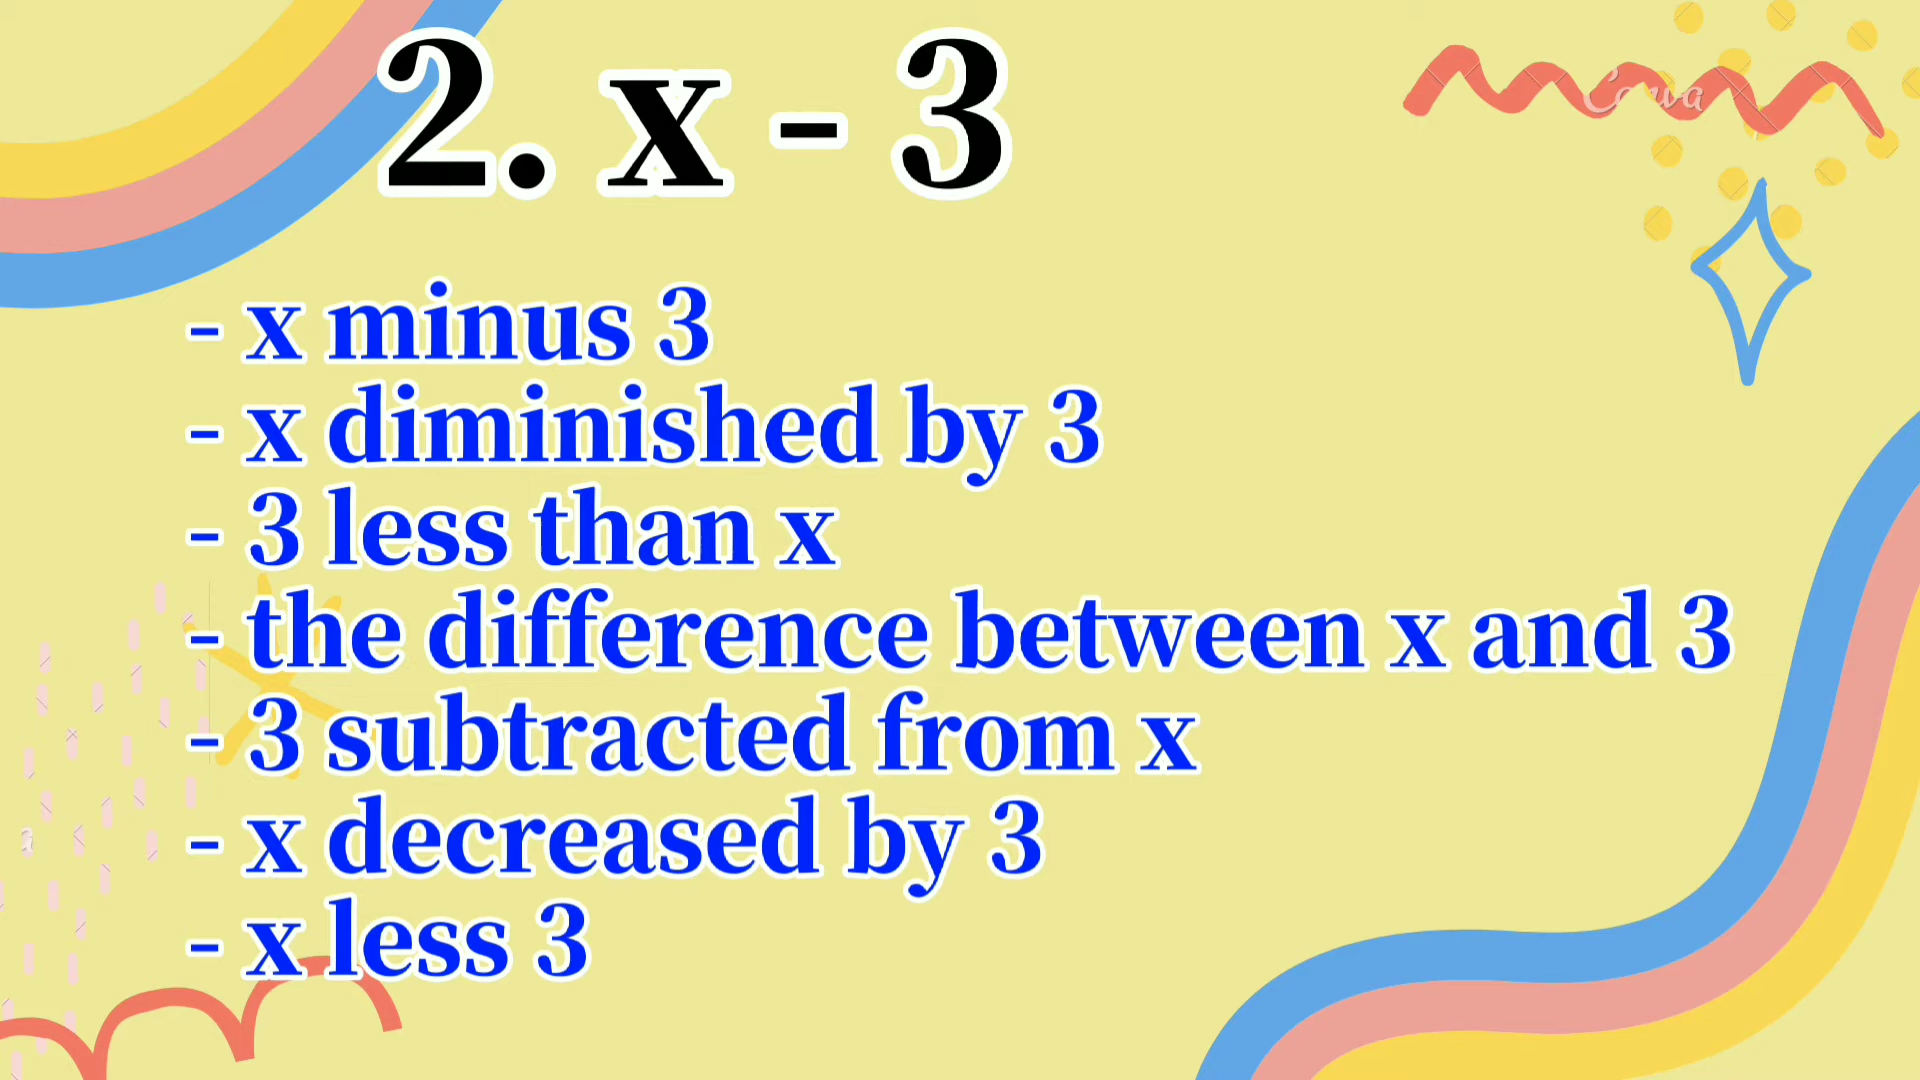 2. x - 3
Canva
- x minus 3
- x diminished by 3
- 3 less than x
- the difference between x and 3
- 3 subtracted from x
- x decreased by 3
- x less 3